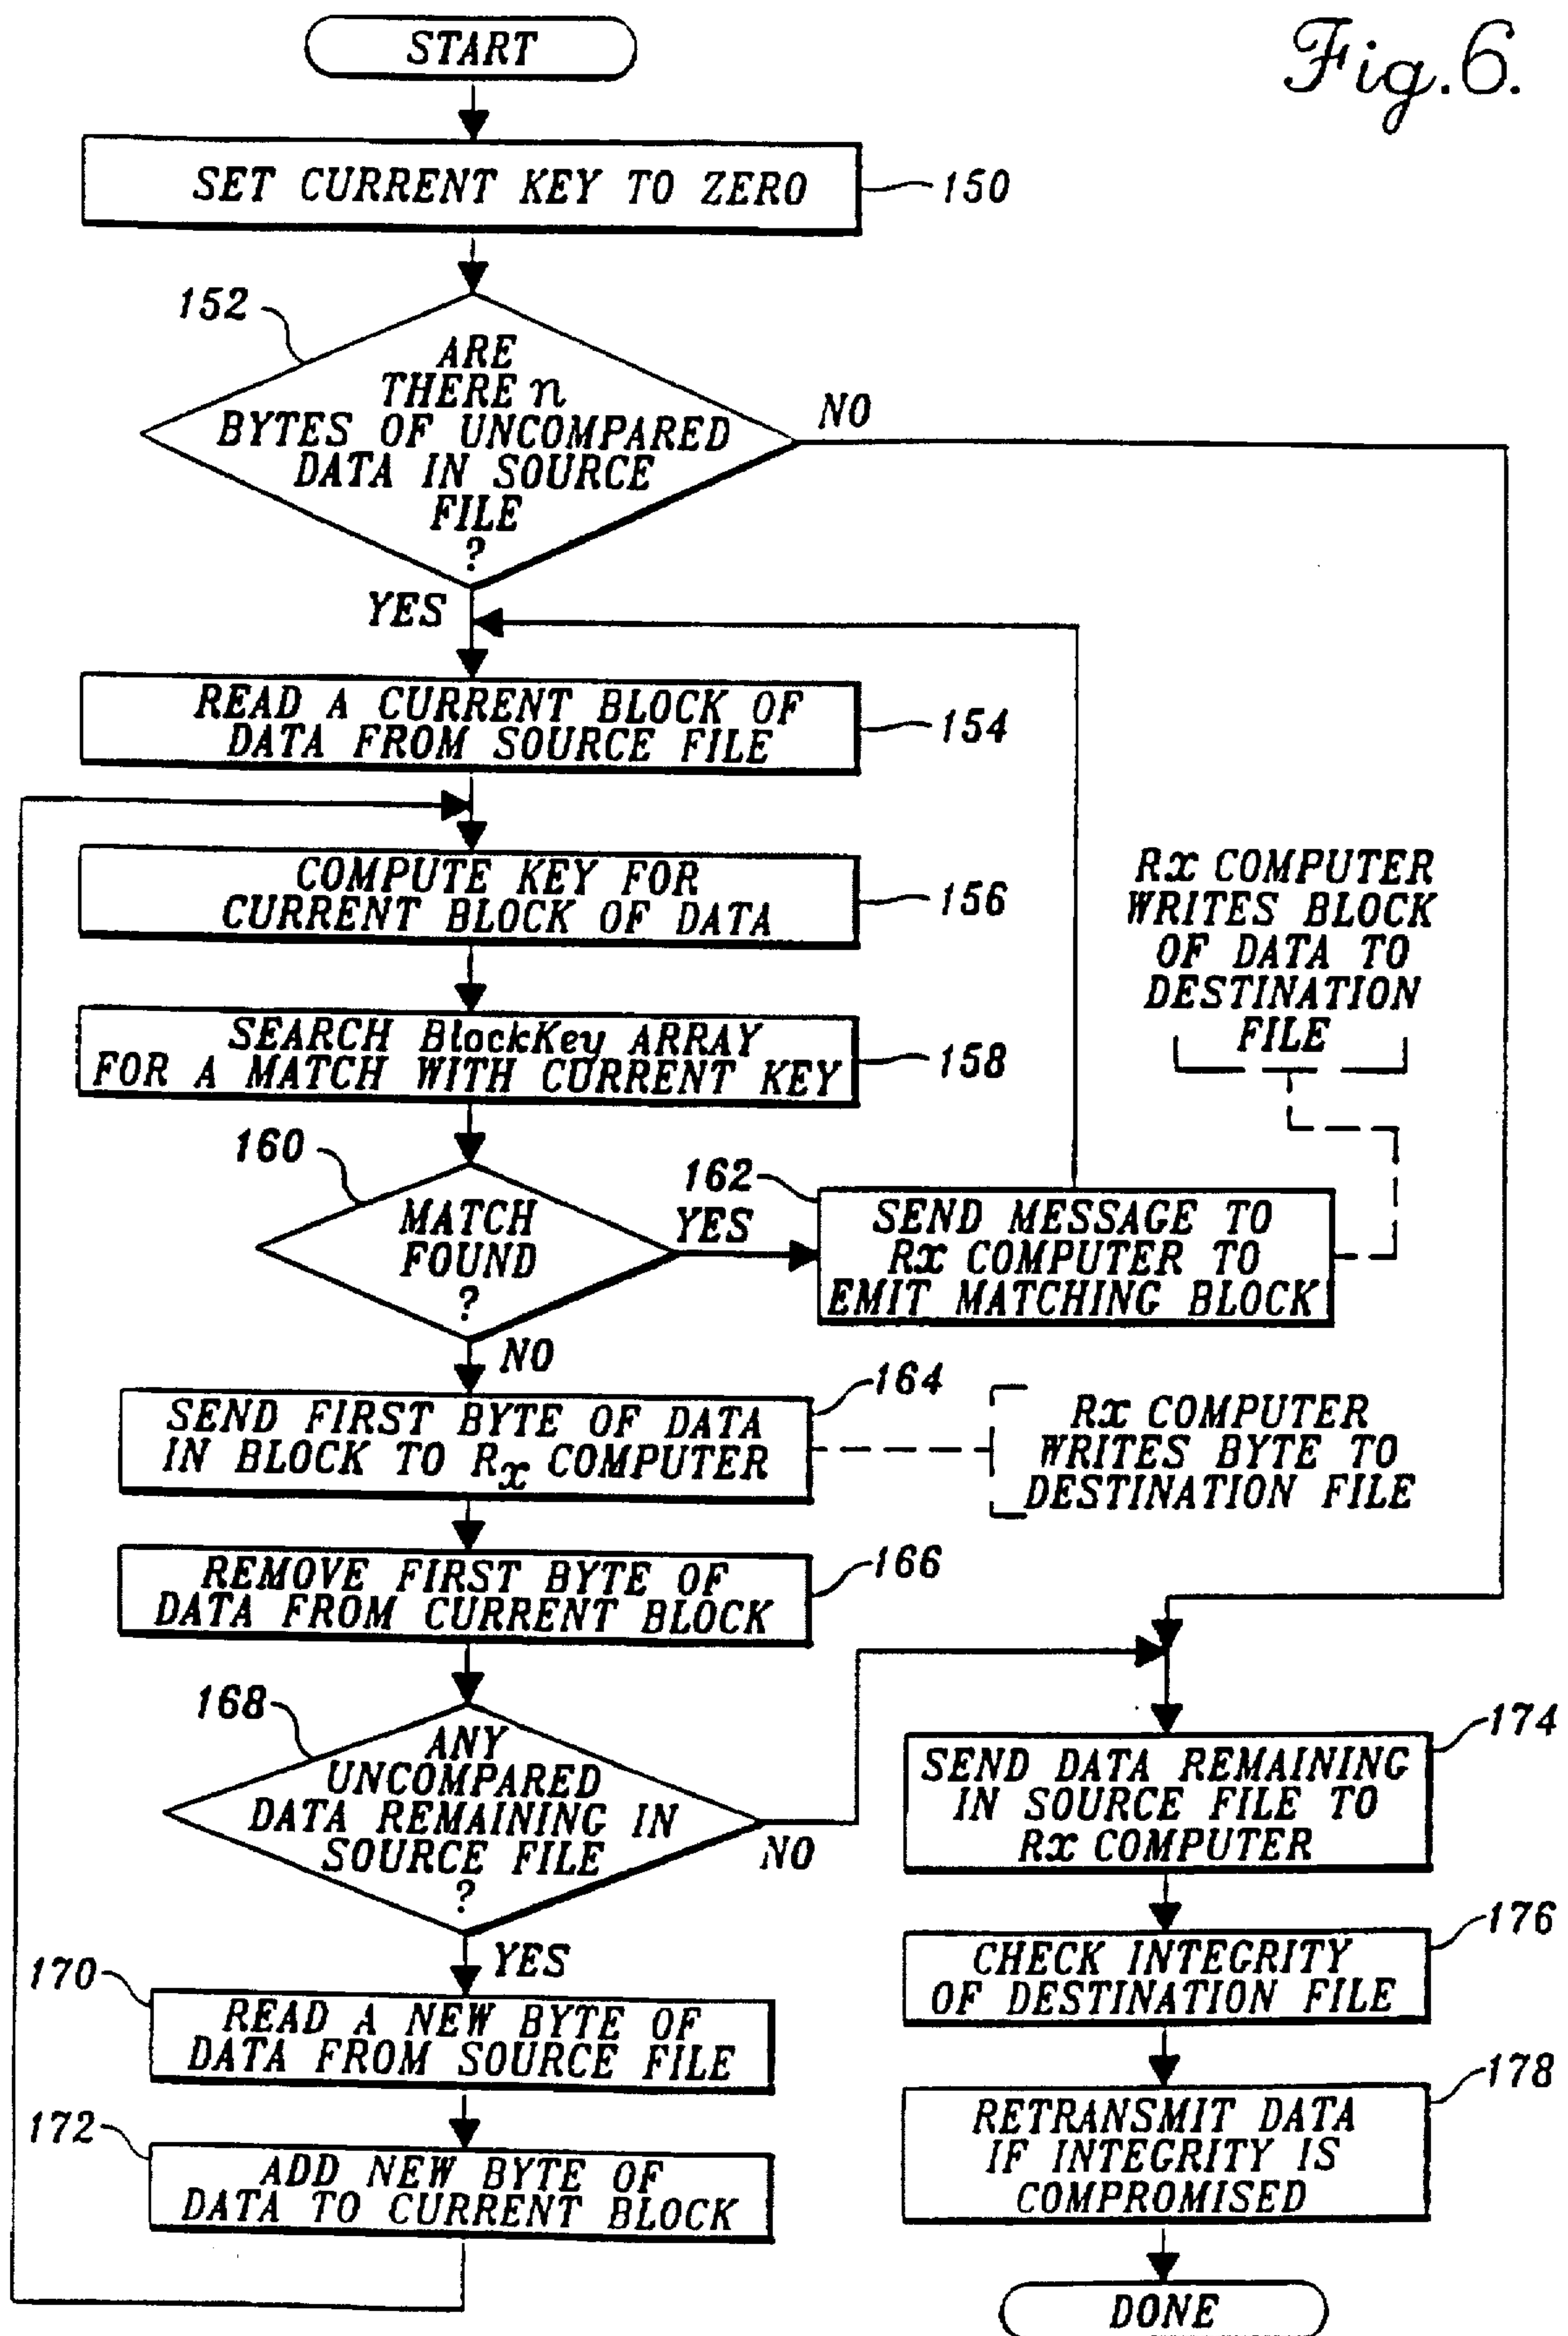 Fig.6.
START
SET CURRENT KEY TO ZERO
150
152
ARE
THERE n
BYTES OF UNCOMPARED
DATA IN SOURCE
FILE
?
NO
YES
READ A CURRENT BLOCK OF
DATA FROM SOURCE FILE
154
COMPUTE KEY FOR
CURRENT BLOCK OF DATA
156
RX COMPUTER
WRITES BLOCK
OF DATA TO
DESTINATION
FILE
SEARCH BlockKey ARRAY
FOR A MATCH WITH CURRENT KEY
158
160
MATCH
FOUND
?
YES
162
SEND MESSAGE TO
RX COMPUTER TO
EMIT MATCHING BLOCK
NO
164
SEND FIRST BYTE OF DATA
IN BLOCK TO RX COMPUTER
RX COMPUTER
WRITES BYTE TO
DESTINATION FILE
166
REMOVE FIRST BYTE OF
DATA FROM CURRENT BLOCK
168
ANY
UNCOMPARED
DATA REMAINING IN
SOURCE FILE
?
NO
YES
174
SEND DATA REMAINING
IN SOURCE FILE TO
RX COMPUTER
170
READ A NEW BYTE OF
DATA FROM SOURCE FILE
176
CHECK INTEGRITY
OF DESTINATION FILE
172
ADD NEW BYTE OF
DATA TO CURRENT BLOCK
178
RETRANSMIT DATA
IF INTEGRITY IS
COMPROMISED
DONE